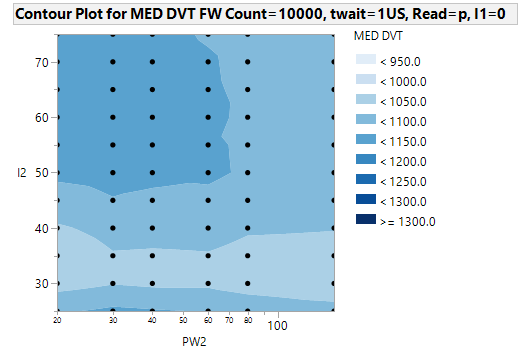 Contour Plot for MED DVT FW Count=10000, twait=1US, Read=p, I1=0
MED DVT
< 950.0
< 1000.0
< 1050.0
< 1100.0
< 1150.0
< 1200.0
< 1250.0
< 1300.0
>= 1300.0
70
60
I2 50
40
30
20 30 40 50 60 70 80 100
PW2